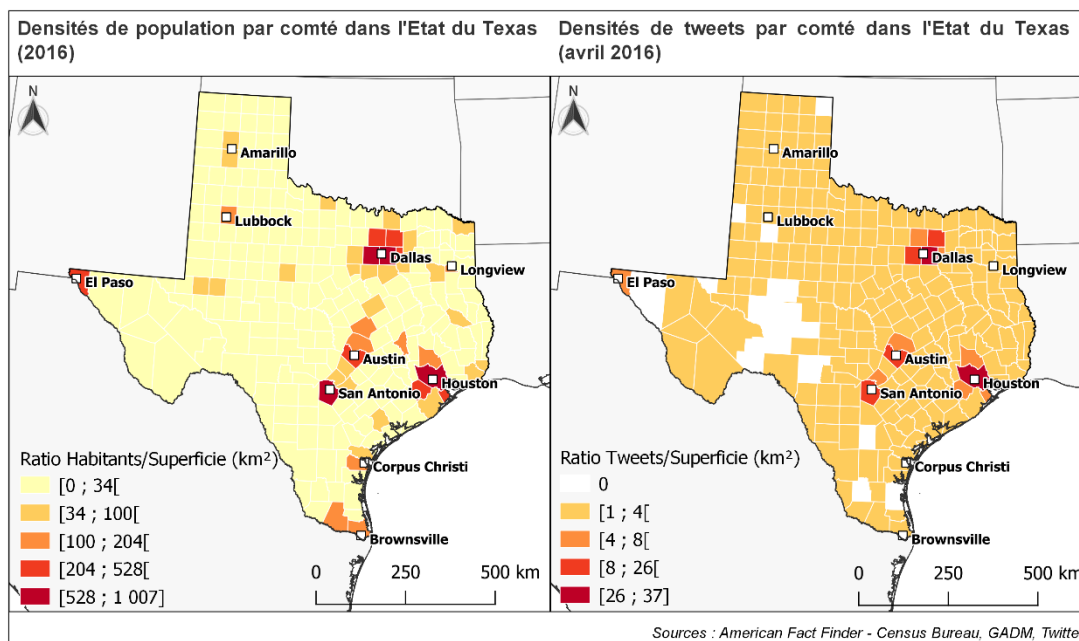 Densités de population par comté dans l'Etat du Texas
(2016)
N
Amarillo
Lubbock
Dallas
Longview
El Paso
Austin
Houston
San Antonio
Corpus Christi
Brownsville
Ratio Habitants/Superficie (km²)
[0 ; 34[
[34 ; 100[
[100 ; 204[
[204 ; 528[
[528 ; 1 007]
0 250 500 km
Densités de tweets par comté dans l'Etat du Texas
(avril 2016)
N
Amarillo
Lubbock
Dallas
Longview
El Paso
Austin
Houston
San Antonio
Corpus Christi
Brownsville
Ratio Tweets/Superficie (km²)
0
[1 ; 4[
[4 ; 8[
[8 ; 26[
[26 ; 37]
0 250 500 km
Sources : American Fact Finder - Census Bureau, GADM, Twitte